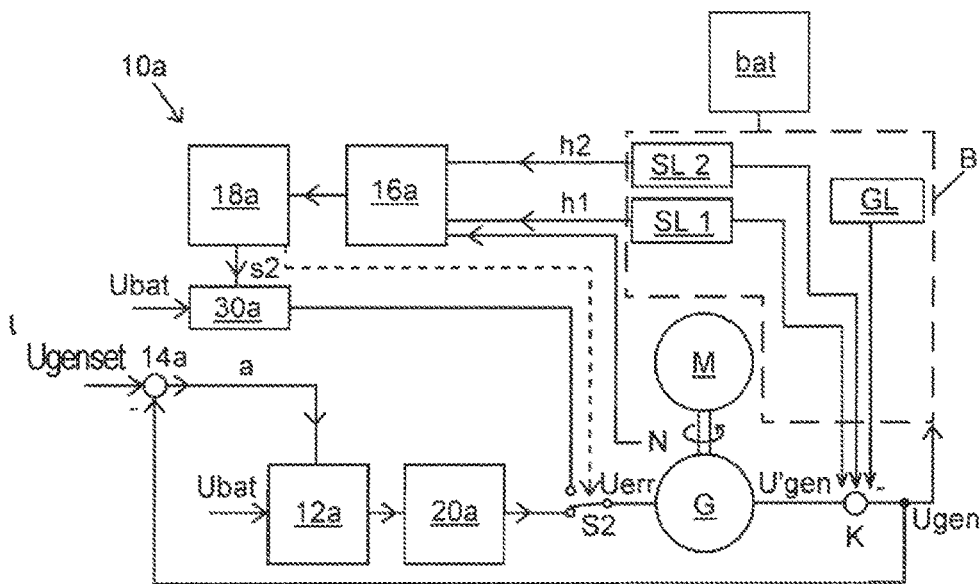 bat
10a
h2
SL 2
B
18a
16a
GL
h1
SL 1
s2
Ubat
30a
Ugenset
14a
a
M
N
Ubat
Uerr
U'gen
-
-
12a
20a
S2
G
K
Ugen